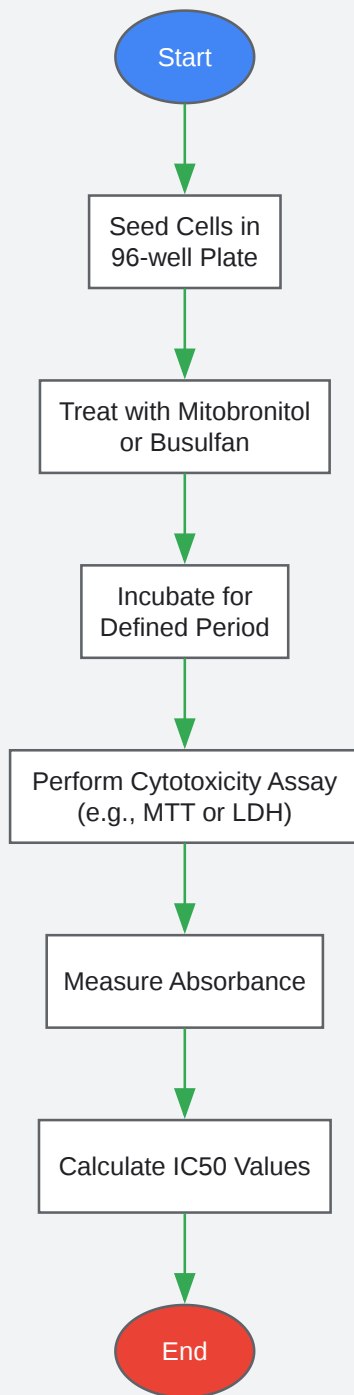 Start
Seed Cells in
96-well Plate
Treat with Mitobronitol
or Busulfan
Incubate for
Defined Period
Perform Cytotoxicity Assay
(e.g., MTT or LDH)
Measure Absorbance
Calculate IC50 Values
End